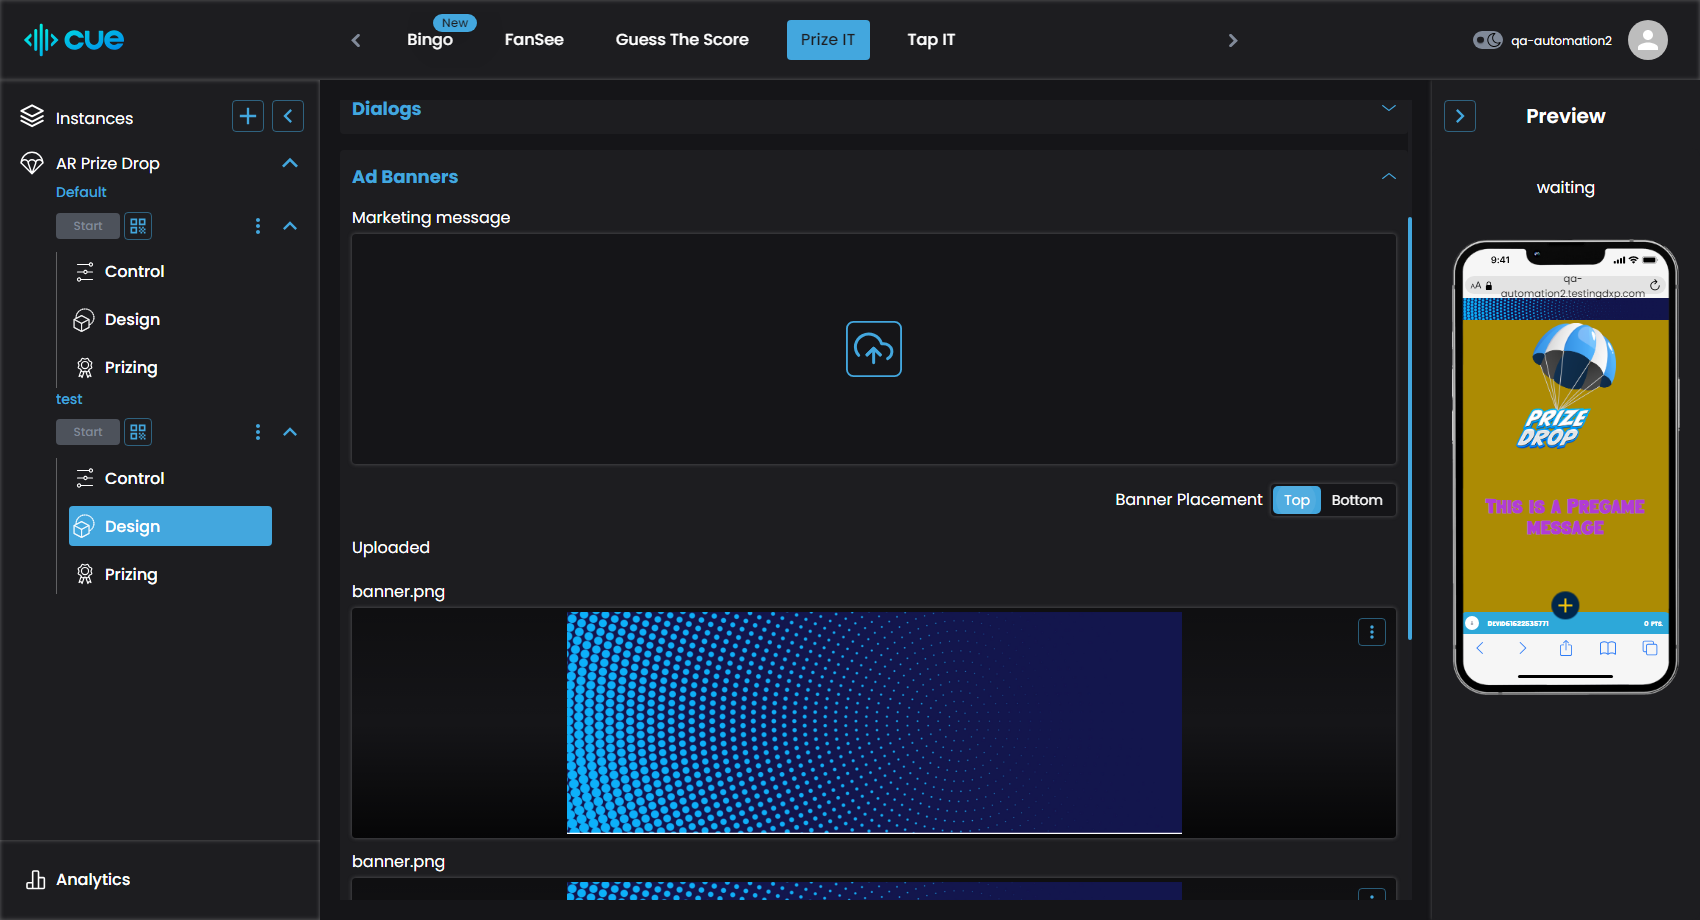 cue
Bingo
New
FanSee
Guess The Score
Prize IT
Tap IT
qa-automation2
Instances
AR Prize Drop
Default
Start
Control
Design
Prizing
test
Start
Control
Design
Prizing
Analytics
Dialogs
Ad Banners
Marketing message
Banner Placement
Top
Bottom
Uploaded
banner.png
banner.png
Preview
waiting
9:41
AA
qa-
automation2.testingdxp.com
PRIZE
DROP
This is a Pregame
message
0 Pts.